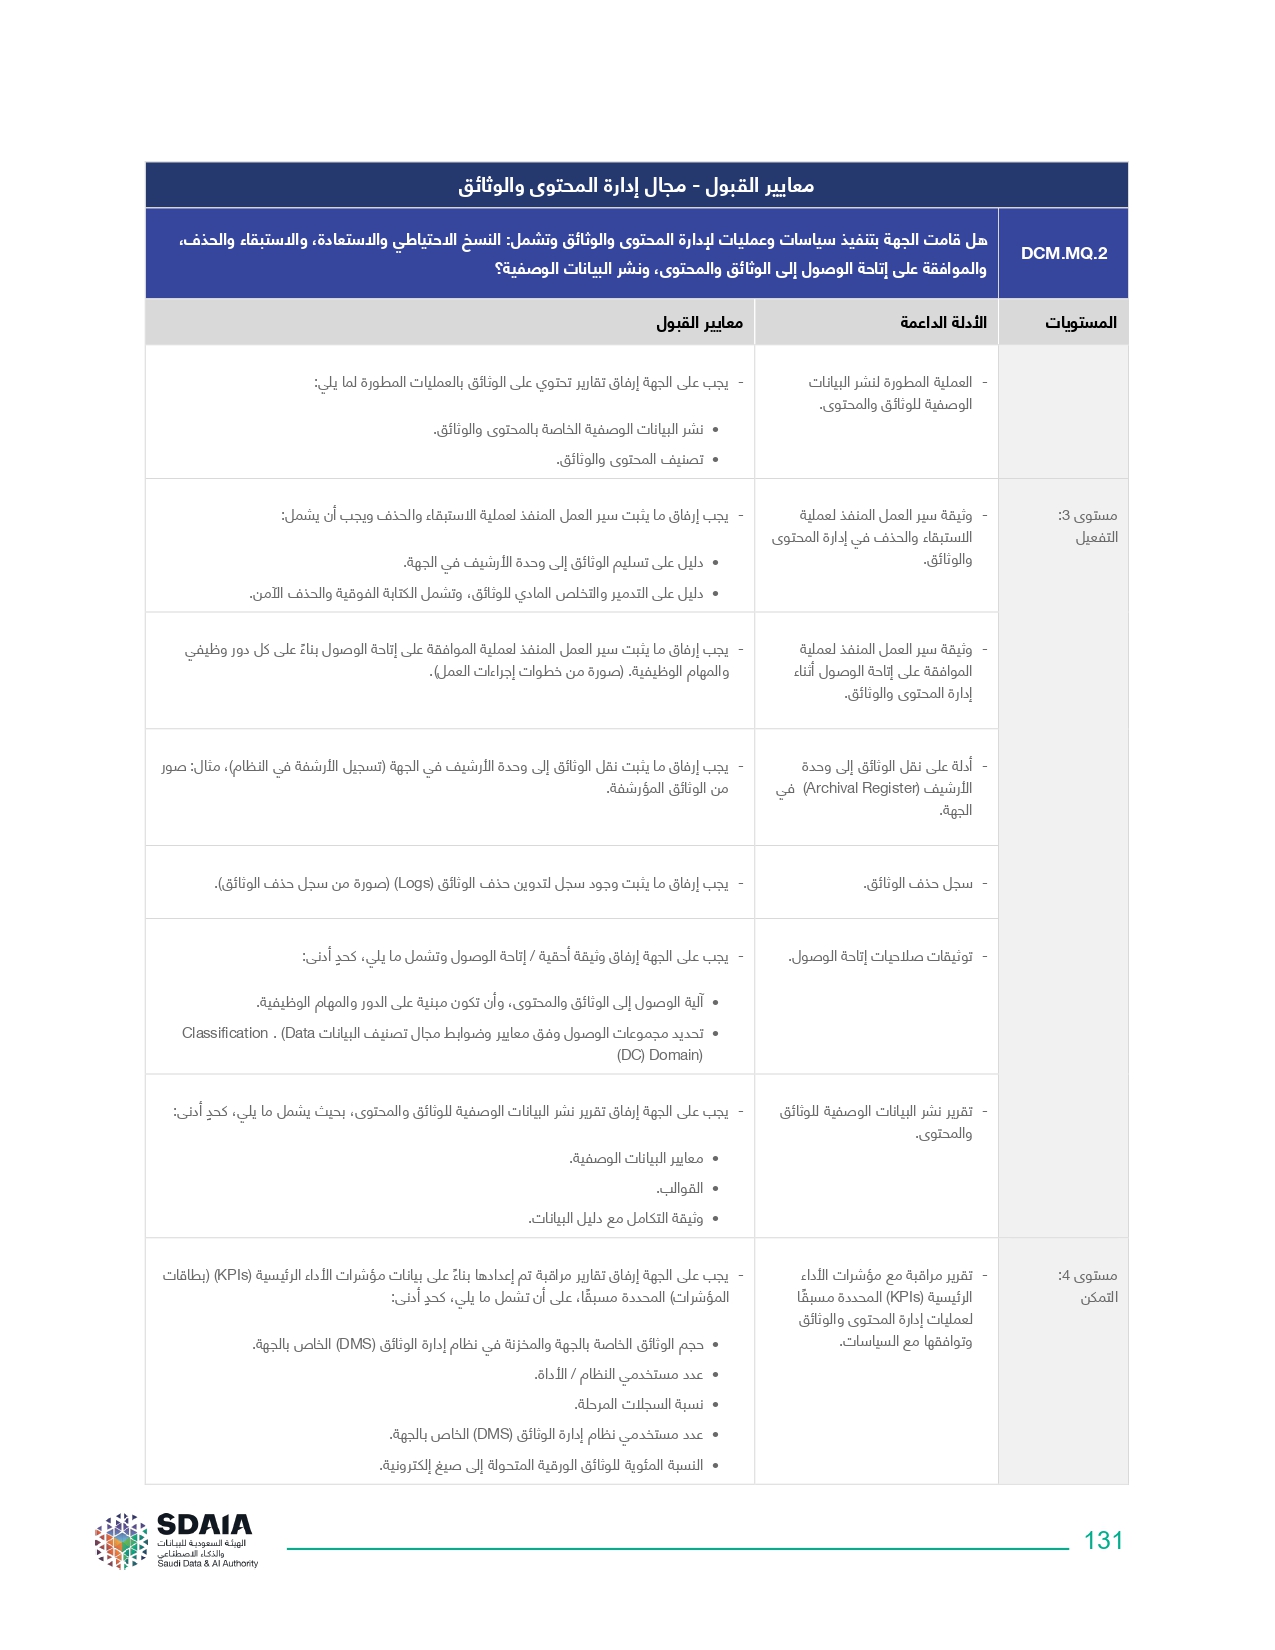 معايير القبول - مجال إدارة المحتوى والوثائق
DCM.MQ.2
هل قامت الجهة بتنفيذ سياسات وعمليات لإدارة المحتوى والوثائق وتشمل: النسخ الاحتياطي والاستعادة، والاستبقاء والحذف،
والموافقة على إتاحة الوصول إلى الوثائق والمحتوى، ونشر البيانات الوصفية؟
المستويات
الأدلة الداعمة
معايير القبول
- العملية المطورة لنشر البيانات
الوصفية للوثائق والمحتوى.
- يجب على الجهة إرفاق تقارير تحتوي على الوثائق بالعمليات المطورة لما يلي:
• نشر البيانات الوصفية الخاصة بالمحتوى والوثائق.
• تصنيف المحتوى والوثائق.
مستوى 3:
التفعيل
- وثيقة سير العمل المنفذ لعملية
الاستبقاء والحذف في إدارة المحتوى
والوثائق.
- يجب إرفاق ما يثبت سير العمل المنفذ لعملية الاستبقاء والحذف ويجب أن يشمل:
• دليل على تسليم الوثائق إلى وحدة الأرشيف في الجهة.
• دليل على التدمير والتخلص المادي للوثائق، وتشمل الكتابة الفوقية والحذف الآمن.
- وثيقة سير العمل المنفذ لعملية
الموافقة على إتاحة الوصول أثناء
إدارة المحتوى والوثائق.
- يجب إرفاق ما يثبت سير العمل المنفذ لعملية الموافقة على إتاحة الوصول بناءً على كل دور وظيفي
والمهام الوظيفية. (صورة من خطوات إجراءات العمل).
- أدلة على نقل الوثائق إلى وحدة
الأرشيف (Archival Register) في
الجهة.
- يجب إرفاق ما يثبت نقل الوثائق إلى وحدة الأرشيف في الجهة (تسجيل الأرشفة في النظام)، مثال: صور
من الوثائق المؤرشفة.
- سجل حذف الوثائق.
- يجب إرفاق ما يثبت وجود سجل لتدوين حذف الوثائق (Logs) (صورة من سجل حذف الوثائق).
- توثيقات صلاحيات إتاحة الوصول.
- يجب على الجهة إرفاق وثيقة أحقية / إتاحة الوصول وتشمل ما يلي، كحدٍ أدنى:
• آلية الوصول إلى الوثائق والمحتوى، وأن تكون مبنية على الدور والمهام الوظيفية.
• تحديد مجموعات الوصول وفق معايير وضوابط مجال تصنيف البيانات Classification . (Data
(DC) Domain)
- تقرير نشر البيانات الوصفية للوثائق
والمحتوى.
- يجب على الجهة إرفاق تقرير نشر البيانات الوصفية للوثائق والمحتوى، بحيث يشمل ما يلي، كحدٍ أدنى:
• معايير البيانات الوصفية.
• القوالب.
• وثيقة التكامل مع دليل البيانات.
مستوى 4:
التمكن
- تقرير مراقبة مع مؤشرات الأداء
الرئيسية (KPIs) المحددة مسبقًا
لعمليات إدارة المحتوى والوثائق
وتوافقها مع السياسات.
- يجب على الجهة إرفاق تقارير مراقبة تم إعدادها بناءً على بيانات مؤشرات الأداء الرئيسية (KPIs) (بطاقات
المؤشرات) المحددة مسبقًا، على أن تشمل ما يلي، كحدٍ أدنى:
• حجم الوثائق الخاصة بالجهة والمخزنة في نظام إدارة الوثائق (DMS) الخاص بالجهة.
• عدد مستخدمي النظام / الأداة.
• نسبة السجلات المرحلة.
• عدد مستخدمي نظام إدارة الوثائق (DMS) الخاص بالجهة.
• النسبة المئوية للوثائق الورقية المتحولة إلى صيغ إلكترونية.
131
SDAIA
الهيئة السعودية للبيانات
والذكاء الاصطناعي
Saudi Data & AI Authority